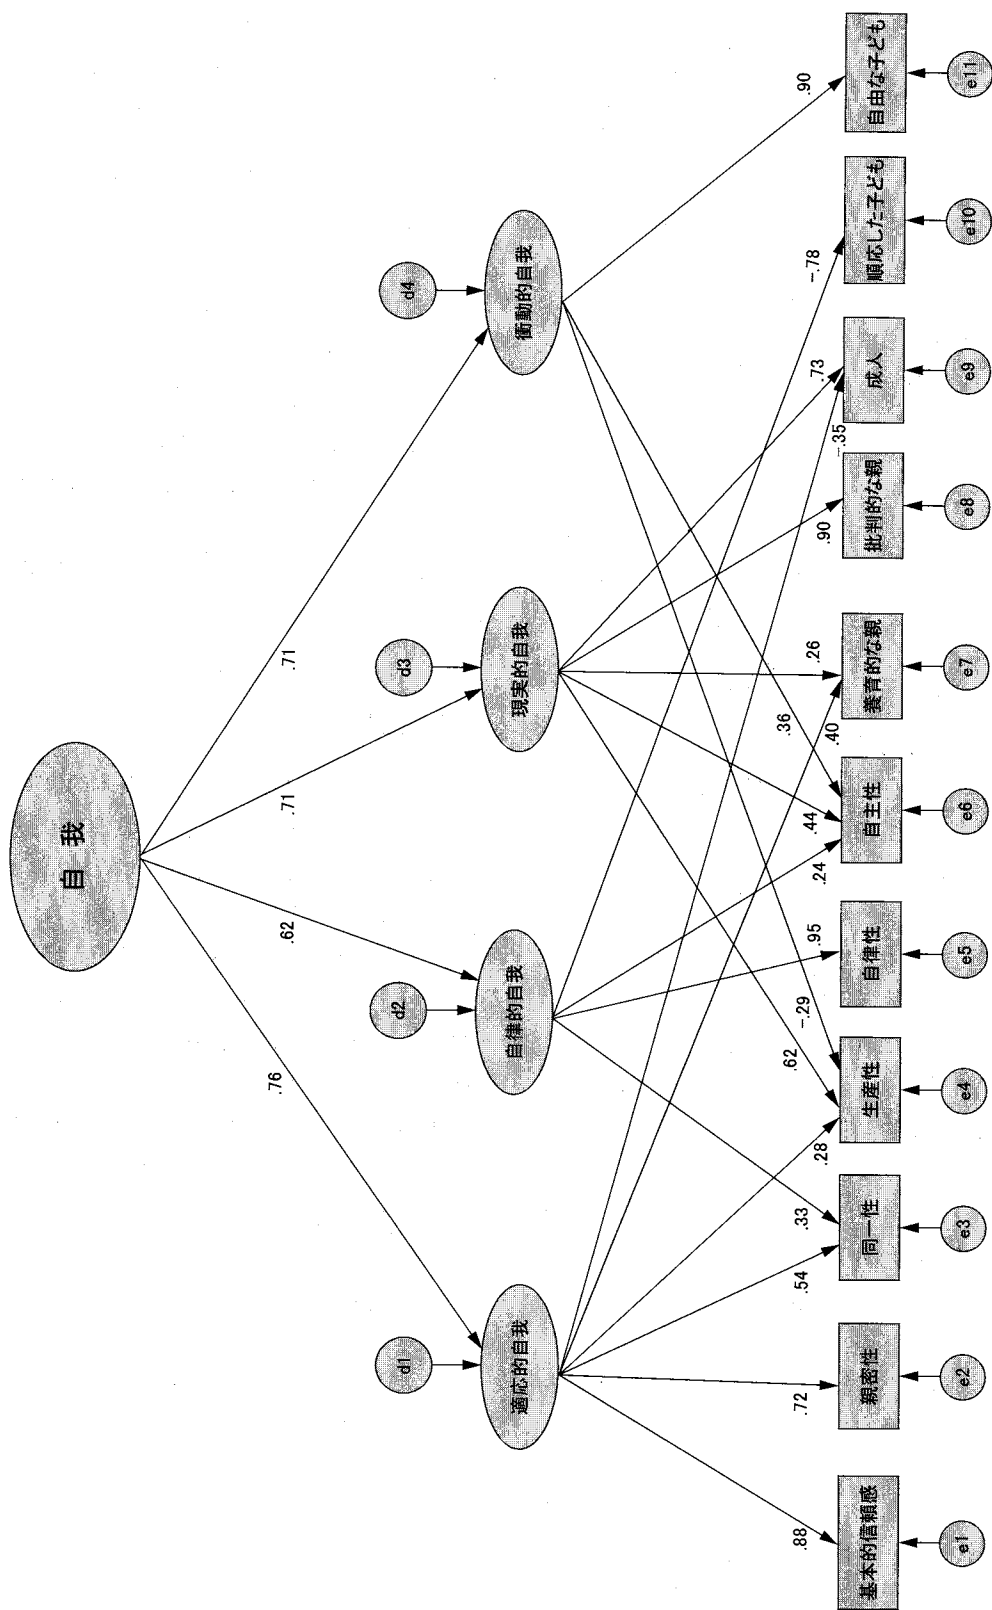 自　我
.76
.62
.71
.71
d1
d2
d3
d4
適応的自我
自律的自我
現実的自我
衝動的自我
.88
.72
.54
.33
.28
.62
-.29
.95
.24
.44
.36
.40
.26
.90
-.35
.73
-.78
.90
基本的信頼感
親密性
同一性
生産性
自律性
自主性
養育的な親
批判的な親
成人
順応した子ども
自由な子ども
e1
e2
e3
e4
e5
e6
e7
e8
e9
e10
e11